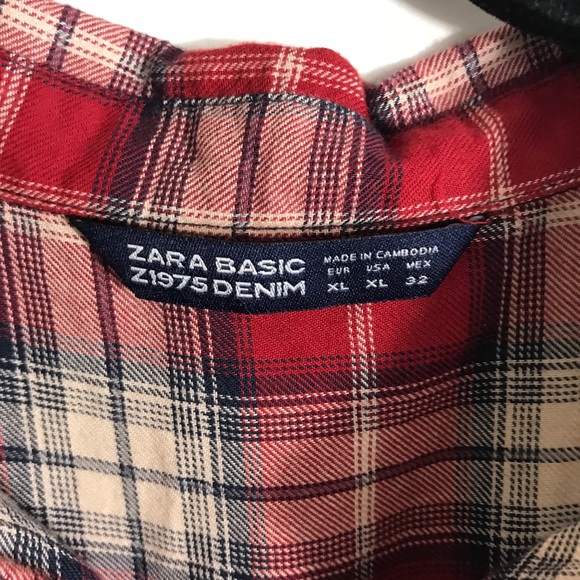 ZARA BASIC
Z1975 DENIM
MADE IN CAMBODIA
EUR USA MEX
XL XL 32